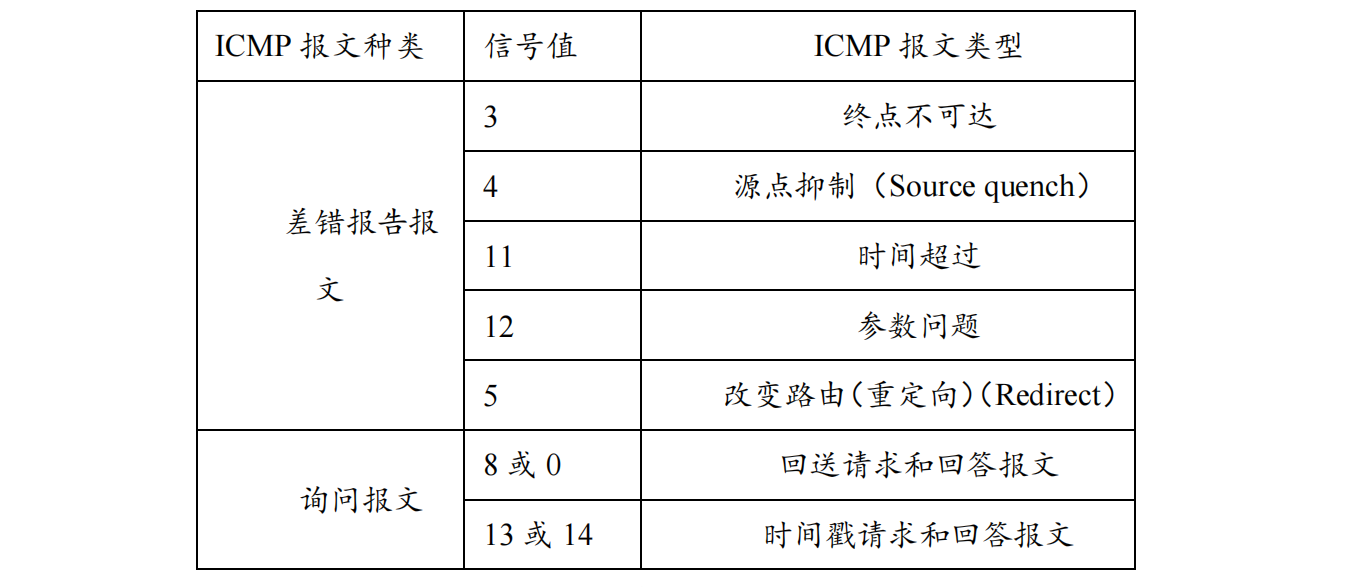 ICMP 报文种类 信号值 ICMP 报文类型
3 终点不可达
4 源点抑制（Source quench）
差错报告报
文
11 时间超过
12 参数问题
5 改变路由（重定向）（Redirect）
询问报文
8 或 0 回送请求和回答报文
13 或 14 时间戳请求和回答报文